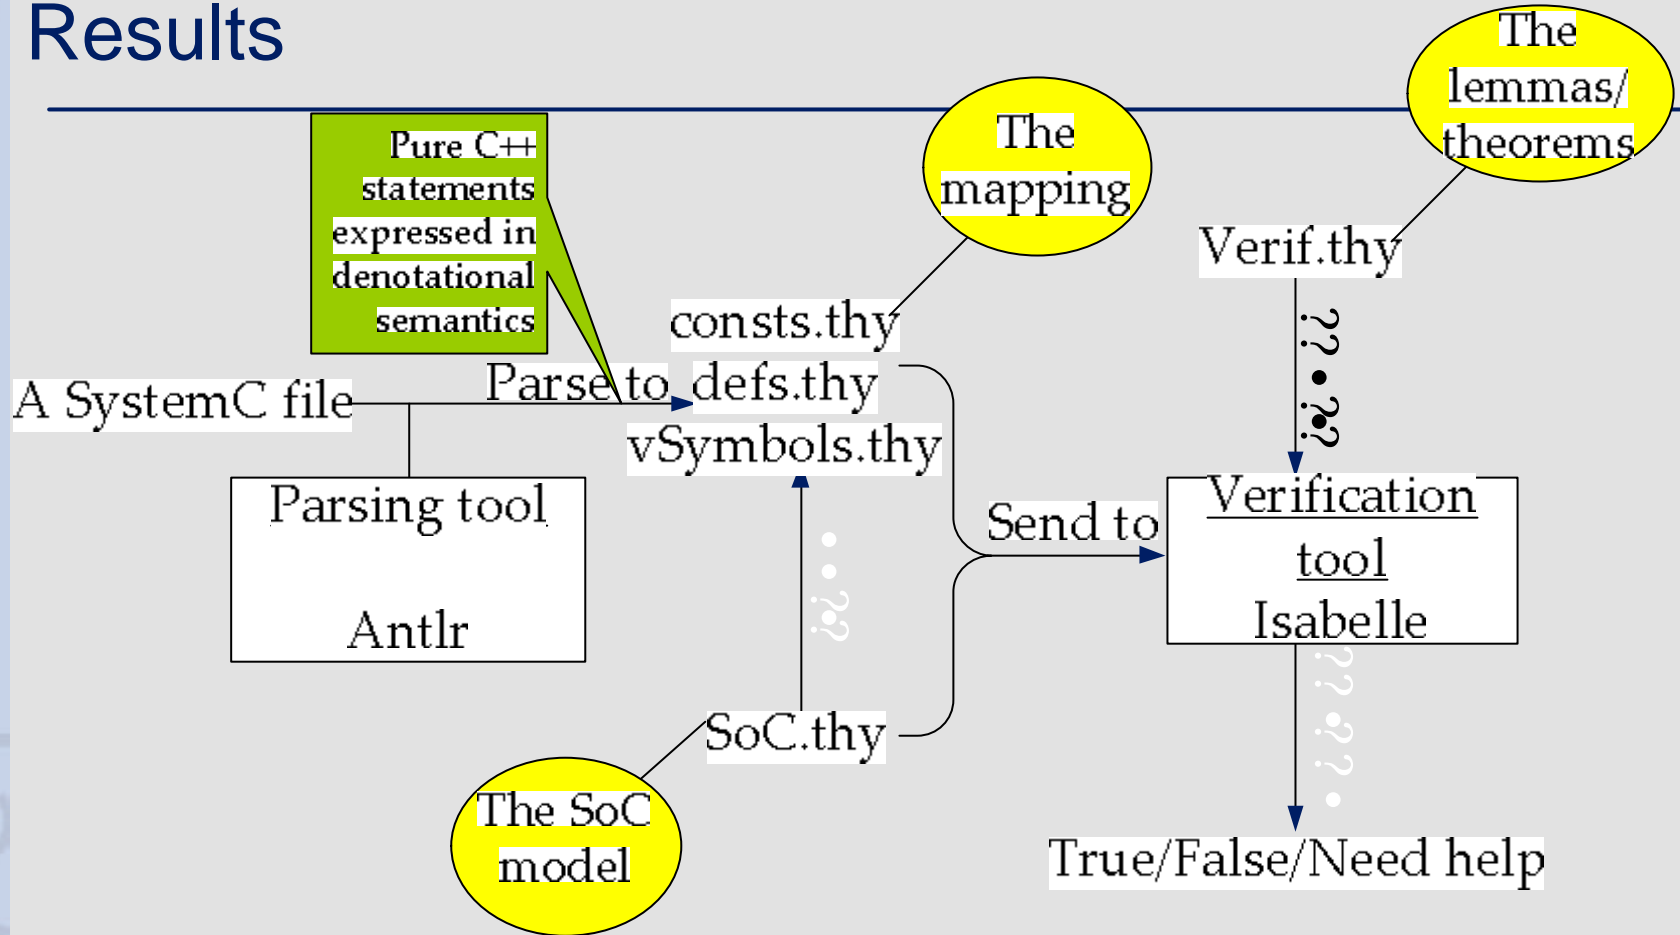 Results
The
lemmas/
theorems
The
mapping
Pure C++
statements
expressed in
denotational
semantics
Verif.thy
consts.thy
A SystemC file
Parse to
defs.thy
vSymbols.thy
Parsing tool
Antlr
Send to
Verification
tool
Isabelle
SoC.thy
The SoC
model
True/False/Need help